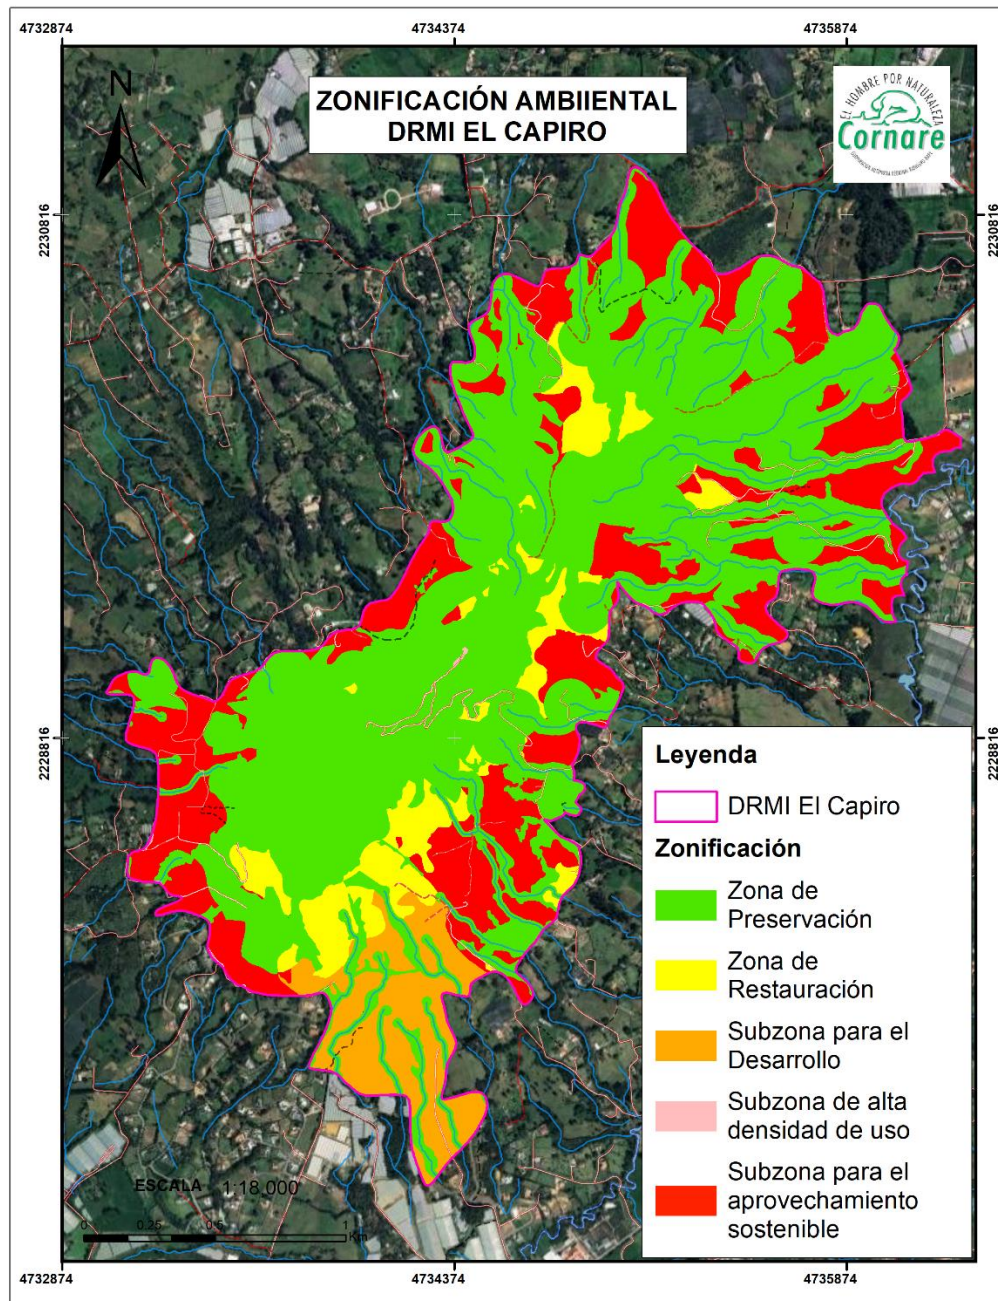 4732874
4734374
4735874
N
ZONIFICACIÓN AMBIIENTAL
DRMI EL CAPIRO
EL HOMBRE POR NATURALEZA
Cornare
2230816
2230816
2228816
2228816
Leyenda
DRMI El Capiro
Zonificación
Zona de
Preservación
Zona de
Restauración
Subzona para el
Desarrollo
Subzona de alta
densidad de uso
Subzona para el
aprovechamiento
sostenible
ESCALA 1:18.000
0 0.25 0.5 1
Km
4732874
4734374
4735874